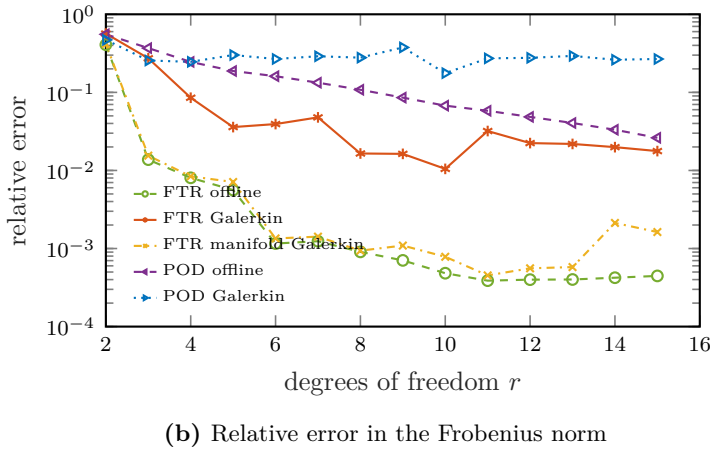 10⁰
10⁻¹
10⁻²
10⁻³
10⁻⁴
relative error
FTR offline
FTR Galerkin
FTR manifold Galerkin
POD offline
POD Galerkin
2 4 6 8 10 12 14 16
degrees of freedom r
(b) Relative error in the Frobenius norm